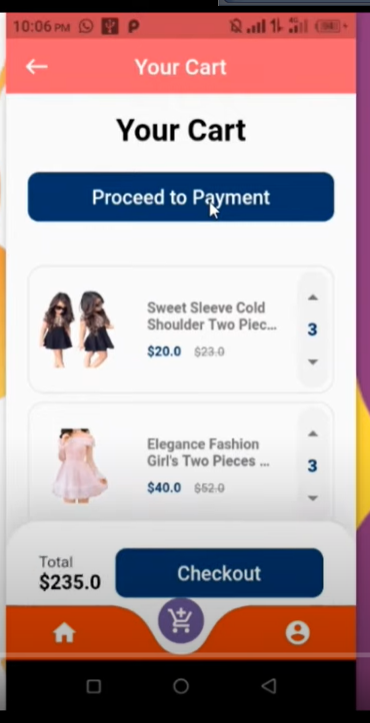 10:06 PM
Your Cart
Your Cart
Proceed to Payment
Sweet Sleeve Cold
Shoulder Two Piec...
$20.0 $23.0
3
Elegance Fashion
Girl's Two Pieces ...
$40.0 $52.0
3
Total
$235.0
Checkout